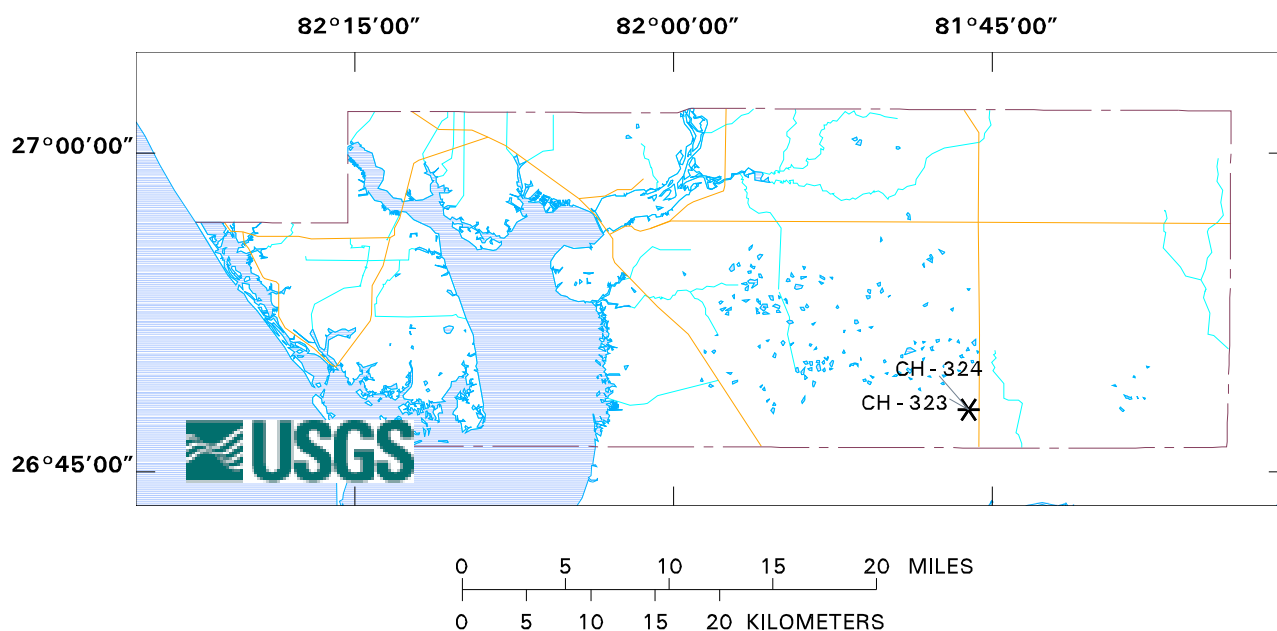 82°15′00″ 82°00′00″ 81°45′00″
27°00′00″
CH - 324
CH - 323
26°45′00″
USGS
0 5 10 15 20 MILES
0 5 10 15 20 KILOMETERS